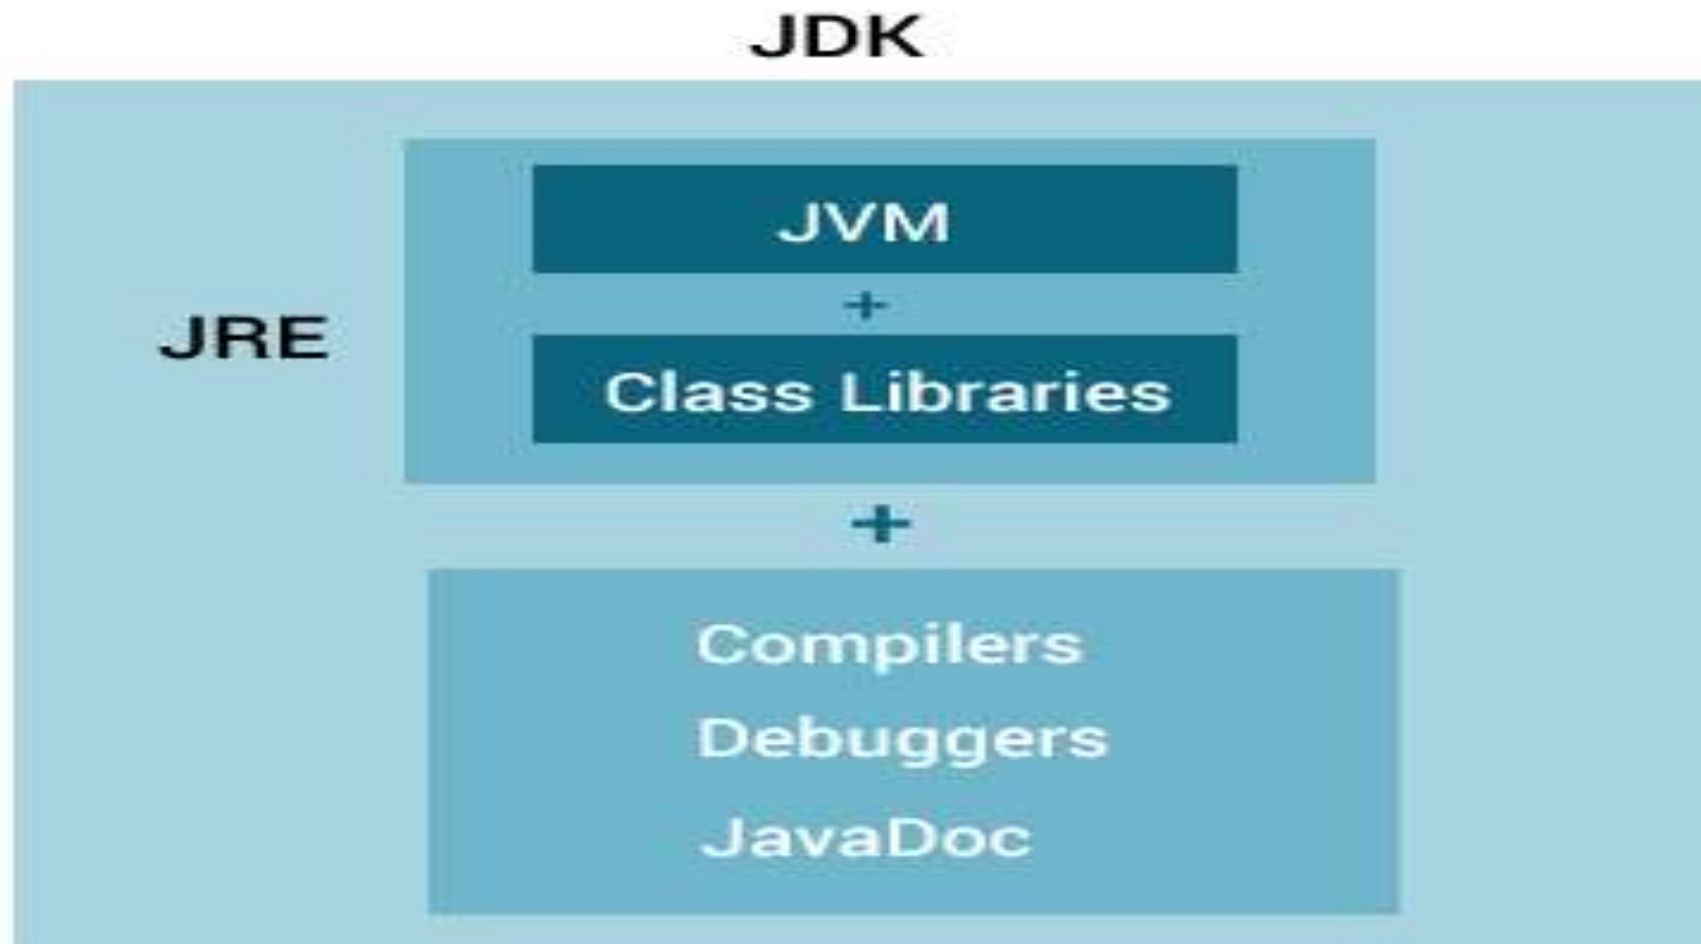 JDK
JVM
+
JRE
Class Libraries
+
Compilers
Debuggers
JavaDoc